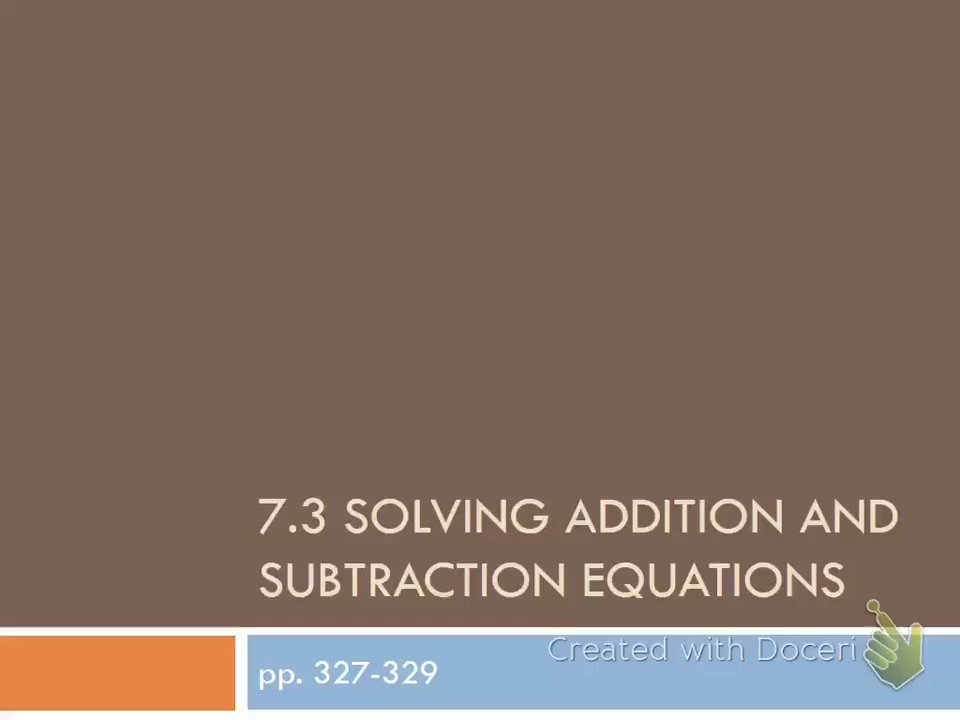 7.3 SOLVING ADDITION AND
SUBTRACTION EQUATIONS
Created with Doceri
pp. 327-329